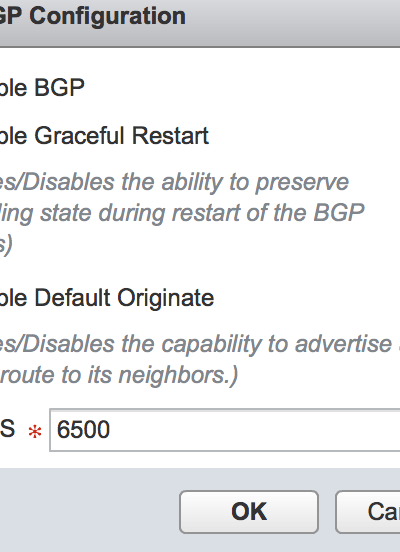 GP Configuration
ble BGP
ble Graceful Restart
es/Disables the ability to preserve
ding state during restart of the BGP
s)
ble Default Originate
es/Disables the capability to advertise
route to its neighbors.)
S * 6500
OK Can